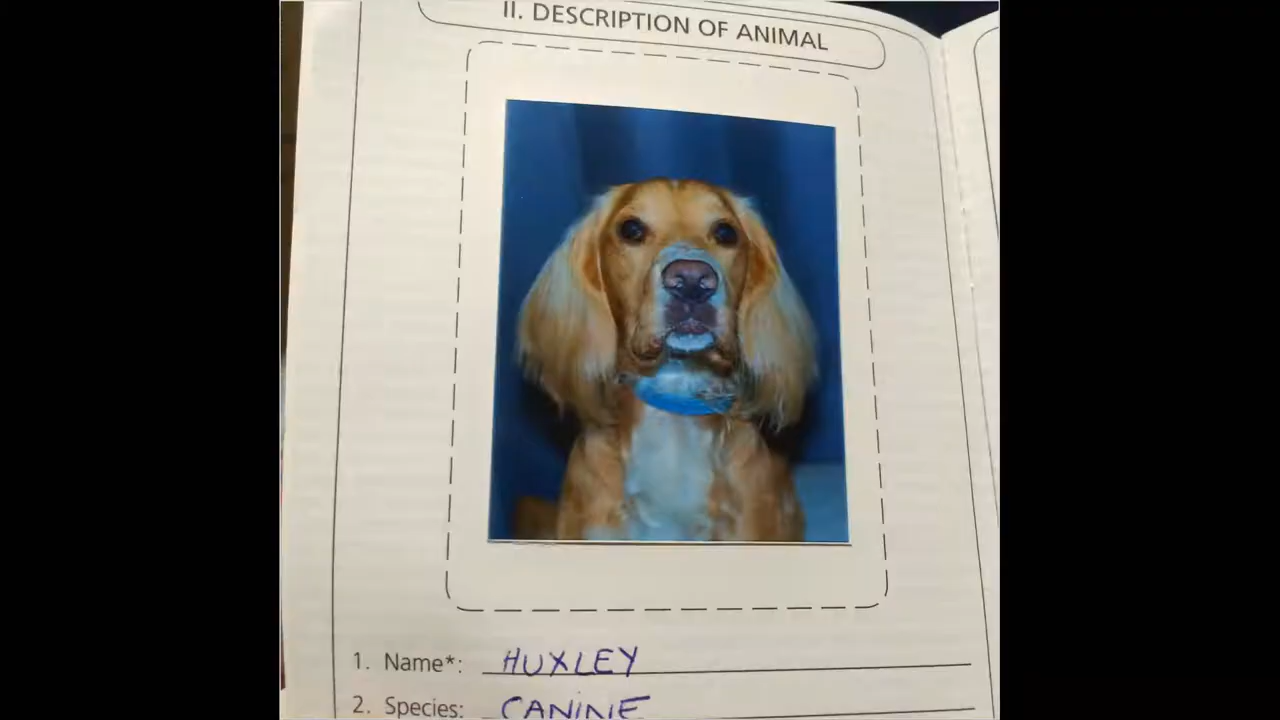 II. DESCRIPTION OF ANIMAL
1. Name*: HUXLEY
2. Species: CANINE